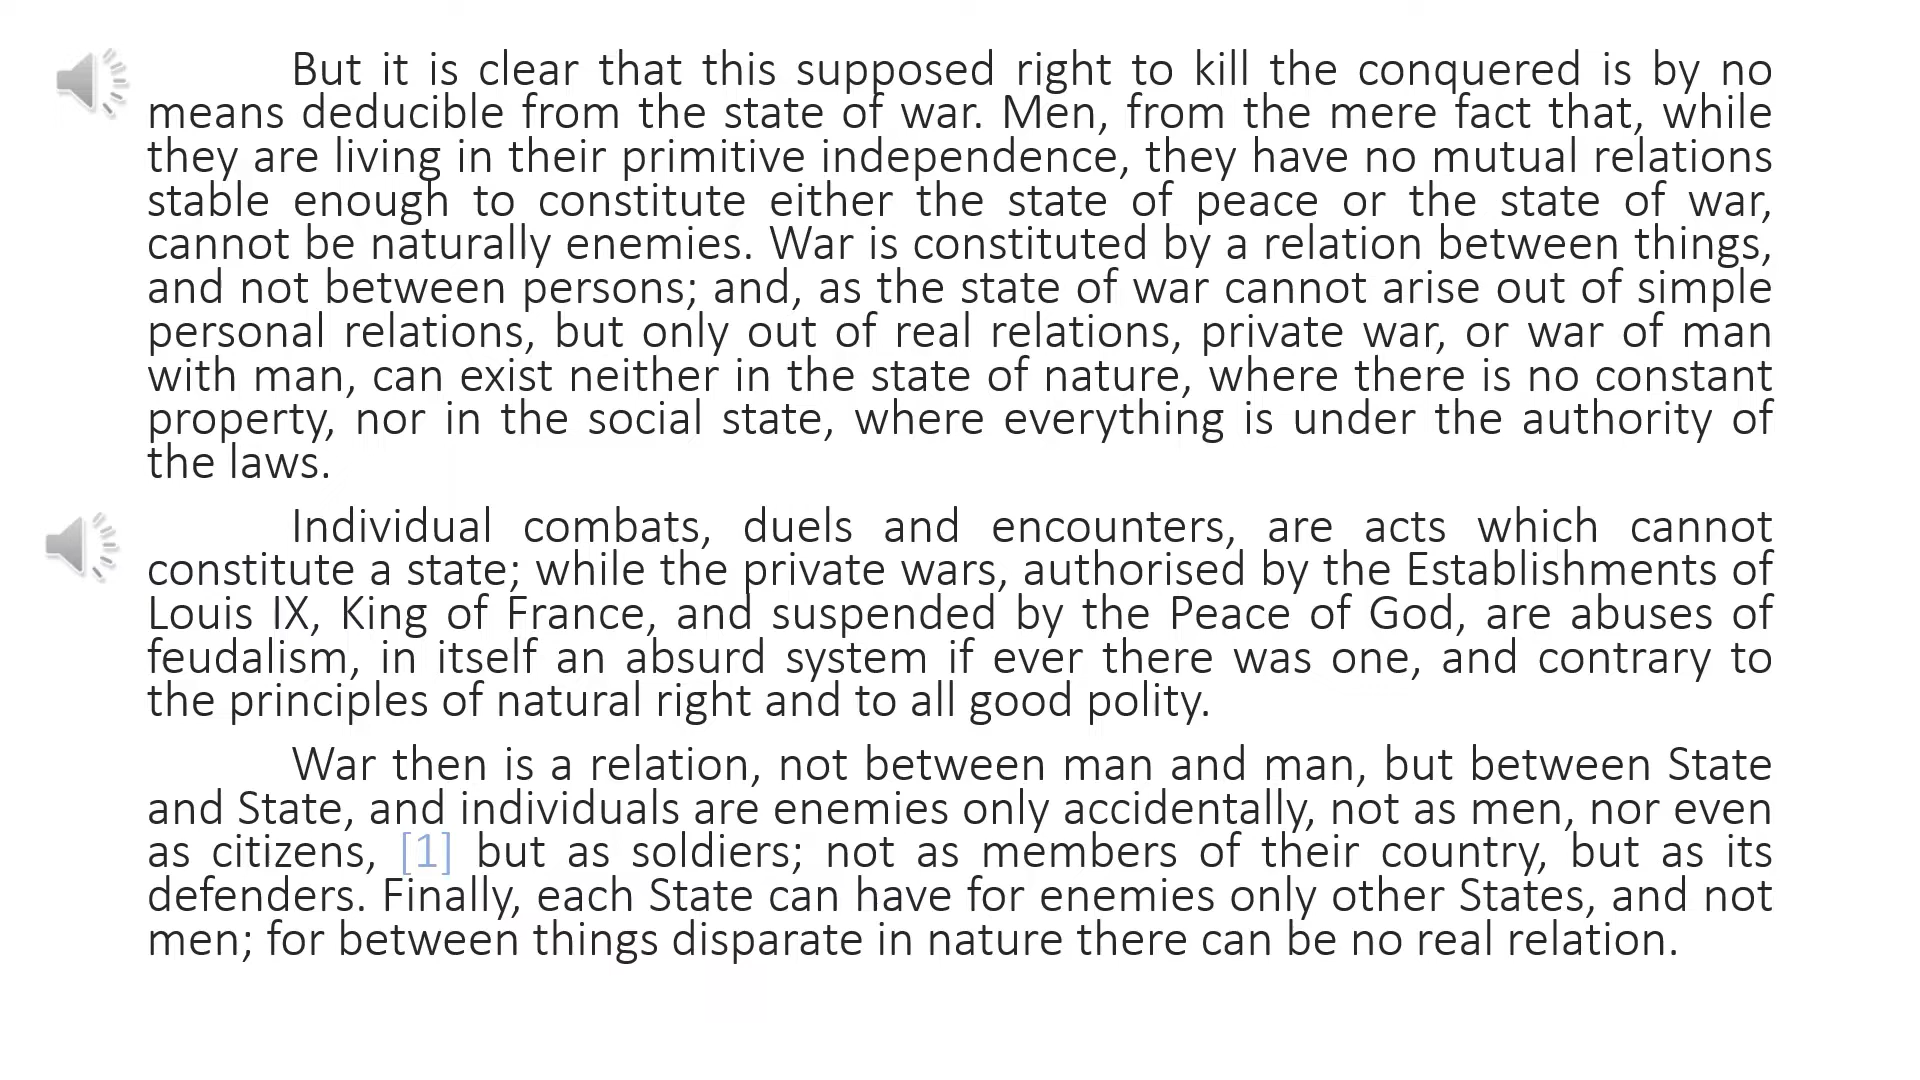 But it is clear that this supposed right to kill the conquered is by no
means deducible from the state of war. Men, from the mere fact that, while
they are living in their primitive independence, they have no mutual relations
stable enough to constitute either the state of peace or the state of war,
cannot be naturally enemies. War is constituted by a relation between things,
and not between persons; and, as the state of war cannot arise out of simple
personal relations, but only out of real relations, private war, or war of man
with man, can exist neither in the state of nature, where there is no constant
property, nor in the social state, where everything is under the authority of
the laws.
Individual combats, duels and encounters, are acts which cannot
constitute a state; while the private wars, authorised by the Establishments of
Louis IX, King of France, and suspended by the Peace of God, are abuses of
feudalism, in itself an absurd system if ever there was one, and contrary to
the principles of natural right and to all good polity.
War then is a relation, not between man and man, but between State
and State, and individuals are enemies only accidentally, not as men, nor even
as citizens, [1] but as soldiers; not as members of their country, but as its
defenders. Finally, each State can have for enemies only other States, and not
men; for between things disparate in nature there can be no real relation.